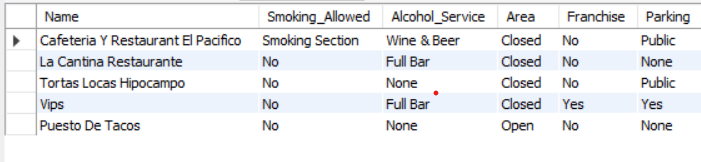 Name Smoking_Allowed Alcohol_Service Area Franchise Parking
Cafeteria Y Restaurant El Pacifico Smoking Section Wine & Beer Closed No Public
La Cantina Restaurante No Full Bar Closed No None
Tortas Locas Hipocampo No None Closed No Public
Vips No Full Bar Closed Yes Yes
Puesto De Tacos No None Open No None